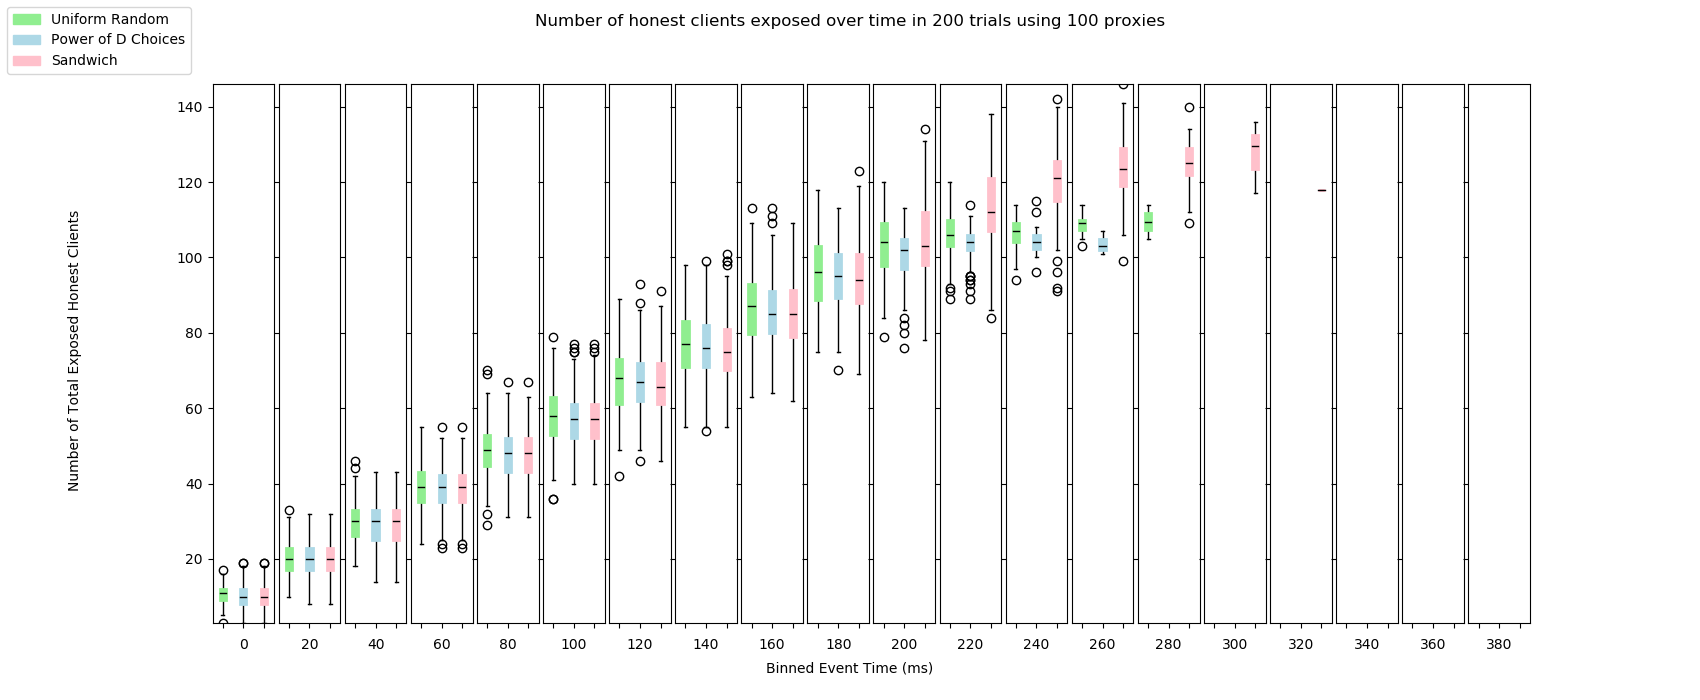 Uniform Random
Power of D Choices
Sandwich
Number of honest clients exposed over time in 200 trials using 100 proxies
Number of Total Exposed Honest Clients
140
120
100
80
60
40
20
0 20 40 60 80 100 120 140 160 180 200 220 240 260 280 300 320 340 360 380
Binned Event Time (ms)